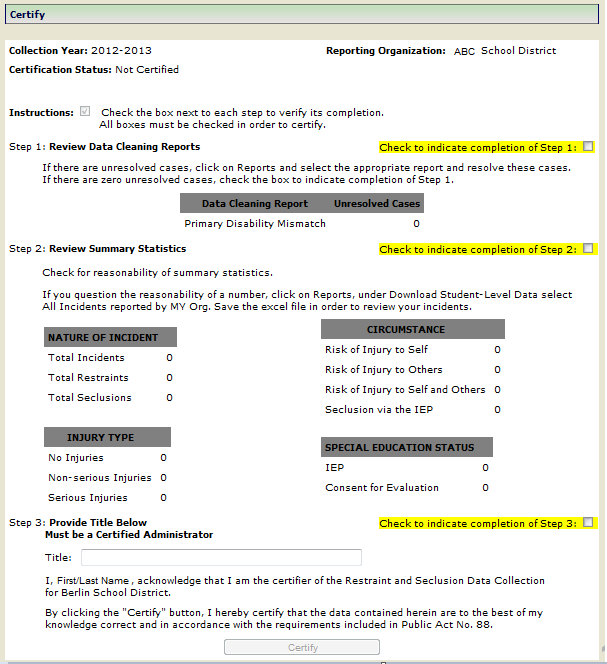 Certify
Collection Year: 2012-2013 Reporting Organization: ABC School District
Certification Status: Not Certified
Instructions: Check the box next to each step to verify its completion.
All boxes must be checked in order to certify.
Step 1: Review Data Cleaning Reports Check to indicate completion of Step 1:
If there are unresolved cases, click on Reports and select the appropriate report and resolve these cases.
If there are zero unresolved cases, check the box to indicate completion of Step 1.
Data Cleaning Report Unresolved Cases
Primary Disability Mismatch 0
Step 2: Review Summary Statistics Check to indicate completion of Step 2:
Check for reasonability of summary statistics.
If you question the reasonability of a number, click on Reports, under Download Student-Level Data select
All Incidents reported by MY Org. Save the excel file in order to review your incidents.
NATURE OF INCIDENT
Total Incidents 0
Total Restraints 0
Total Seclusions 0
CIRCUMSTANCE
Risk of Injury to Self 0
Risk of Injury to Others 0
Risk of Injury to Self and Others 0
Seclusion via the IEP 0
INJURY TYPE
No Injuries 0
Non-serious Injuries 0
Serious Injuries 0
SPECIAL EDUCATION STATUS
IEP 0
Consent for Evaluation 0
Step 3: Provide Title Below Check to indicate completion of Step 3:
Must be a Certified Administrator
Title:
I, First/Last Name , acknowledge that I am the certifier of the Restraint and Seclusion Data Collection
for Berlin School District.
By clicking the "Certify" button, I hereby certify that the data contained herein are to the best of my
knowledge correct and in accordance with the requirements included in Public Act No. 88.
Certify